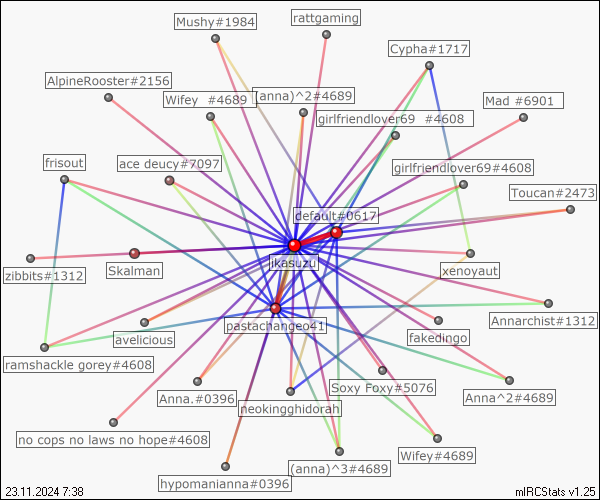 Mushy#1984
rattgaming
Cypha#1717
AlpineRooster#2156
Wifey #4689
(anna)^2#4689
Mad #6901
girlfriendlover69 #4608
frisout
ace deucy#7097
girlfriendlover69#4608
Toucan#2473
default#0617
zibbits#1312
Skalman
ikasuzu
xenoyaut
avelicious
pastachangeo41
Annarchist#1312
fakedingo
ramshackle gorey#4608
Anna.#0396
neokingghidorah
Soxy Foxy#5076
Anna^2#4689
no cops no laws no hope#4608
hypomanianna#0396
(anna)^3#4689
Wifey#4689
23.11.2024 7:38
mIRCStats v1.25